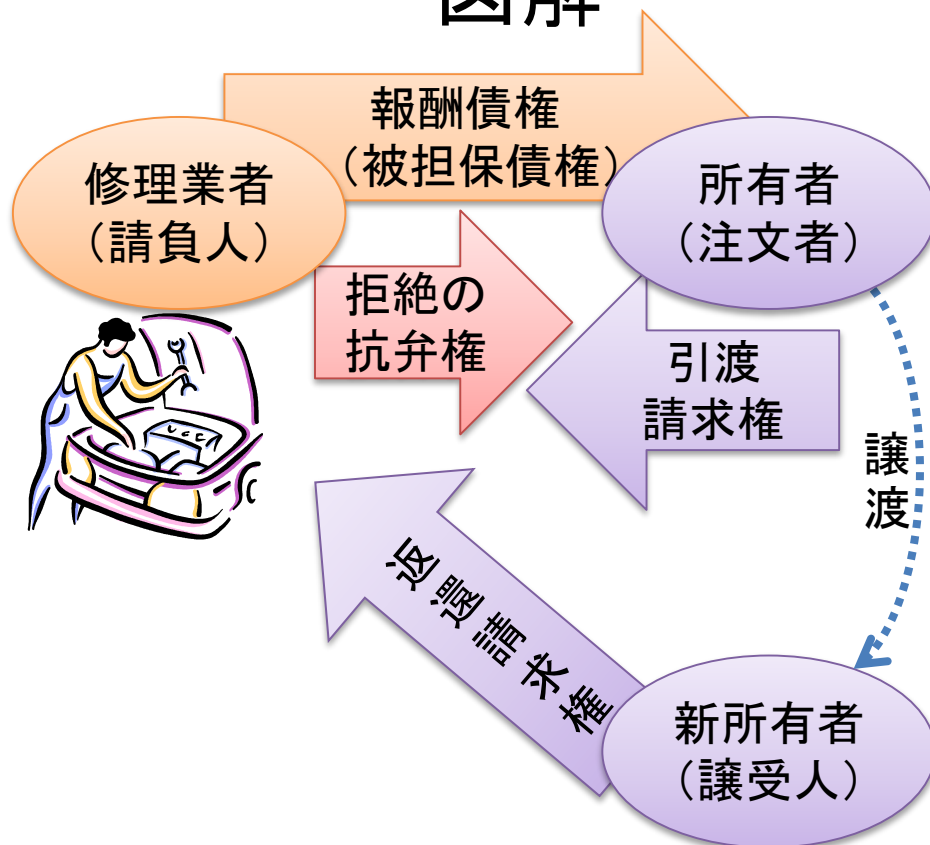 図解
報酬債権
（被担保債権）
修理業者
（請負人）
所有者
（注文者）
拒絶の
抗弁権
引渡
請求権
譲渡
返還請求権
新所有者
（譲受人）